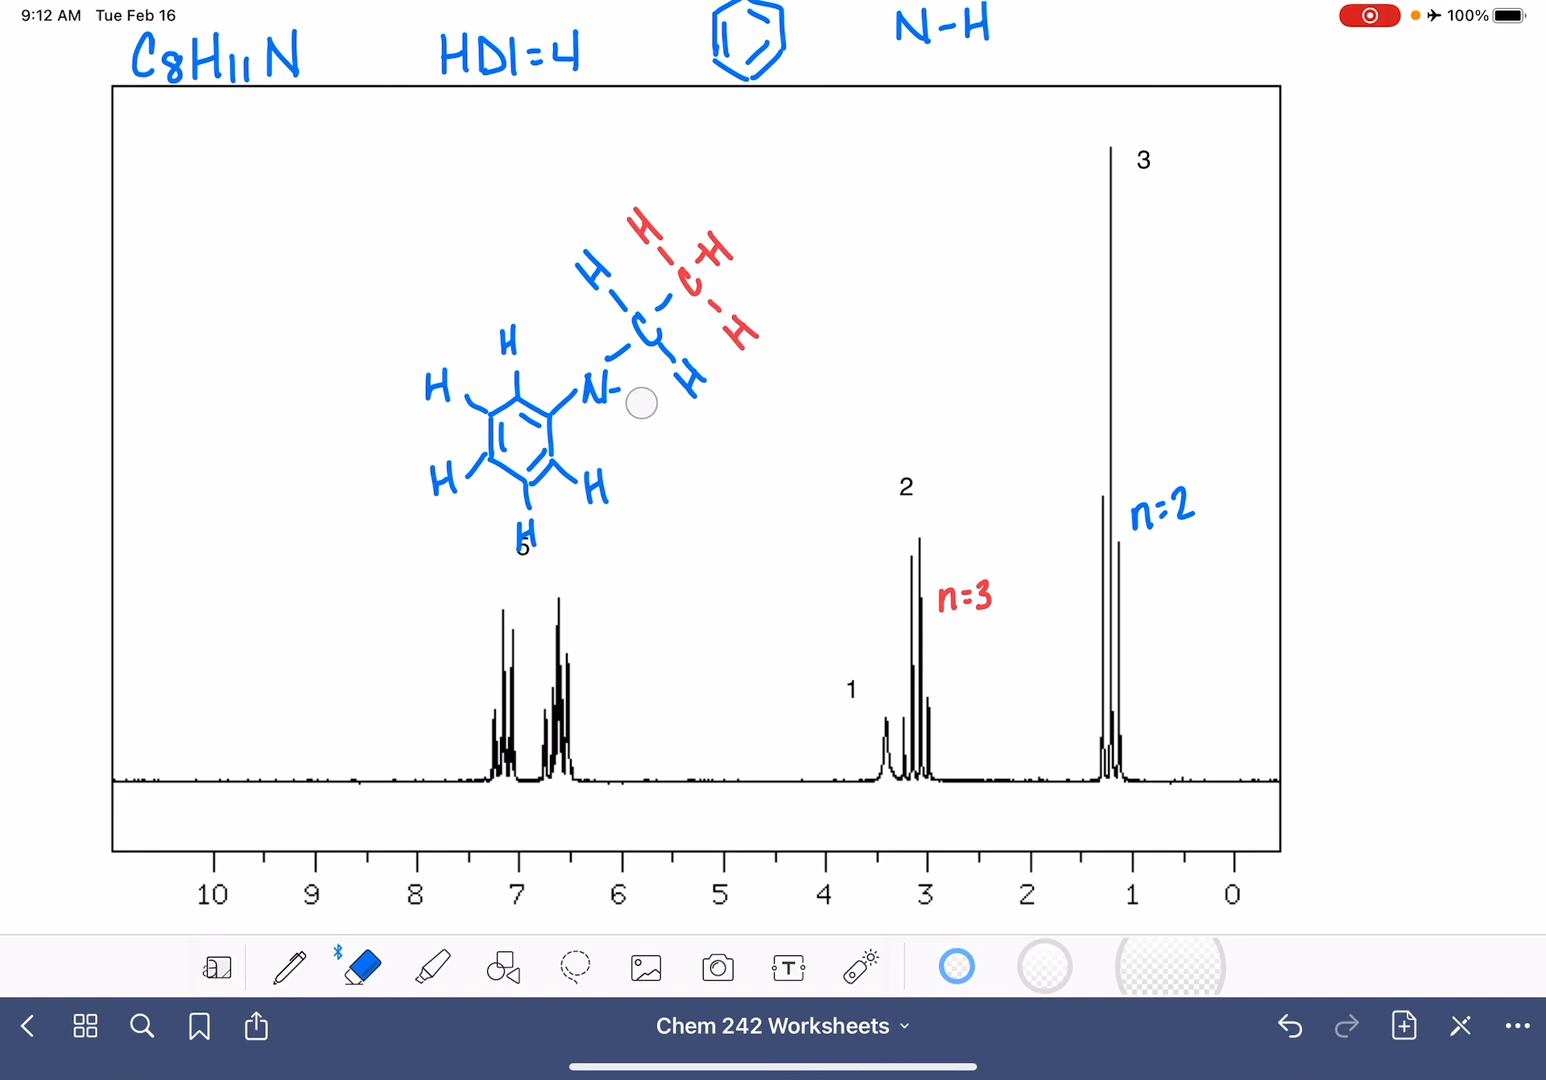 9:12 AM Tue Feb 16
100%
C8H11N
HDI=4
N-H
3
H
H
H
C
C
H
H
H
H
N-
H
H
H
H
5
2
n=2
n=3
1
10 9 8 7 6 5 4 3 2 1 0
a
T
Chem 242 Worksheets